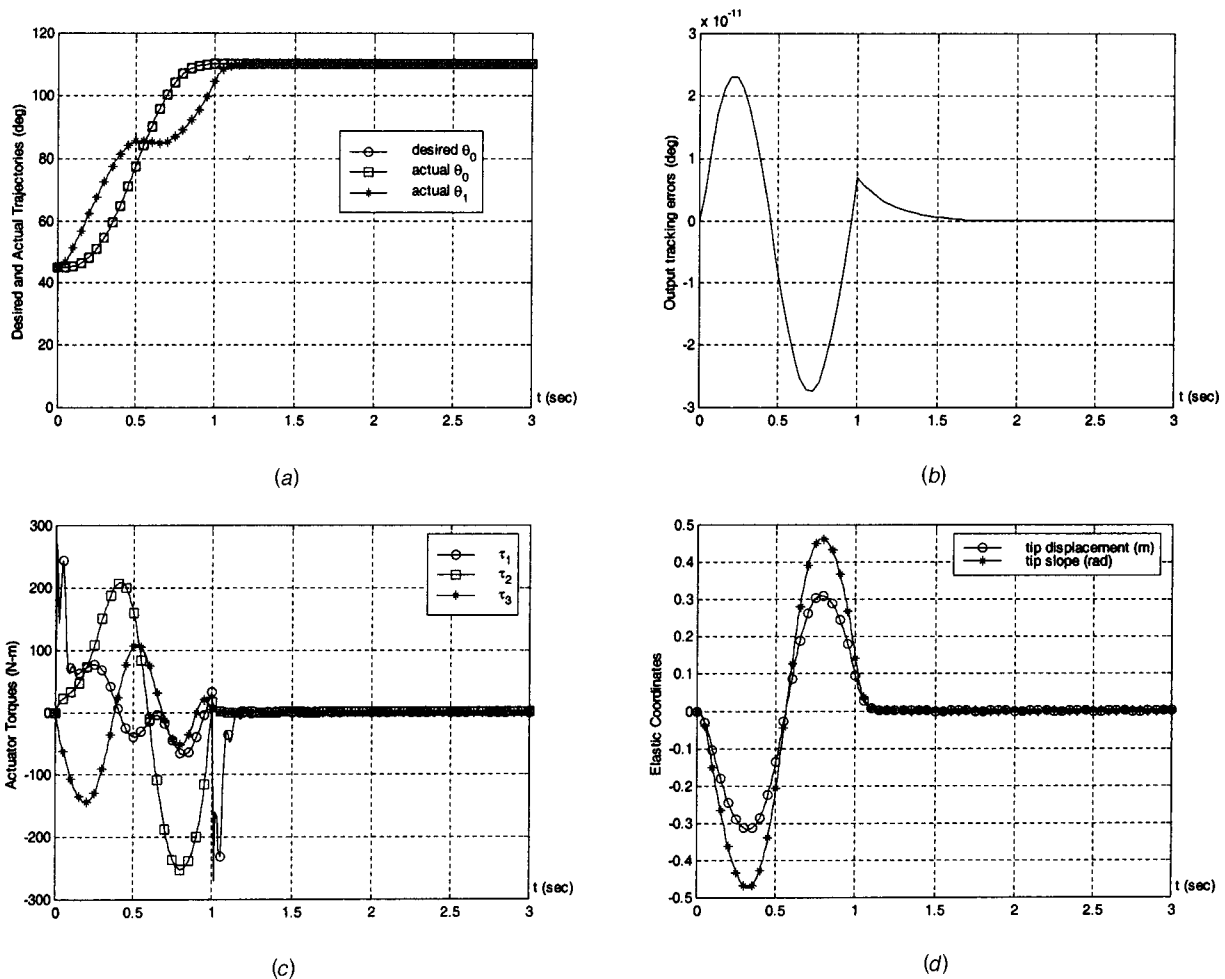 120
100
80
60
40
20
0
Desired and Actual Trajectories (deg)
desired θ0
actual θ0
actual θ1
0
0.5
1
1.5
2
2.5
3
t (sec)
(a)
x 10-11
3
2
1
0
-1
-2
-3
Output tracking errors (deg)
0
0.5
1
1.5
2
2.5
3
t (sec)
(b)
300
200
100
0
-100
-200
-300
Actuator Torques (N-m)
τ1
τ2
τ3
0
0.5
1
1.5
2
2.5
3
t (sec)
(c)
0.5
0.4
0.3
0.2
0.1
0
-0.1
-0.2
-0.3
-0.4
-0.5
Elastic Coordinates
tip displacement (m)
tip slope (rad)
0
0.5
1
1.5
2
2.5
3
t (sec)
(d)